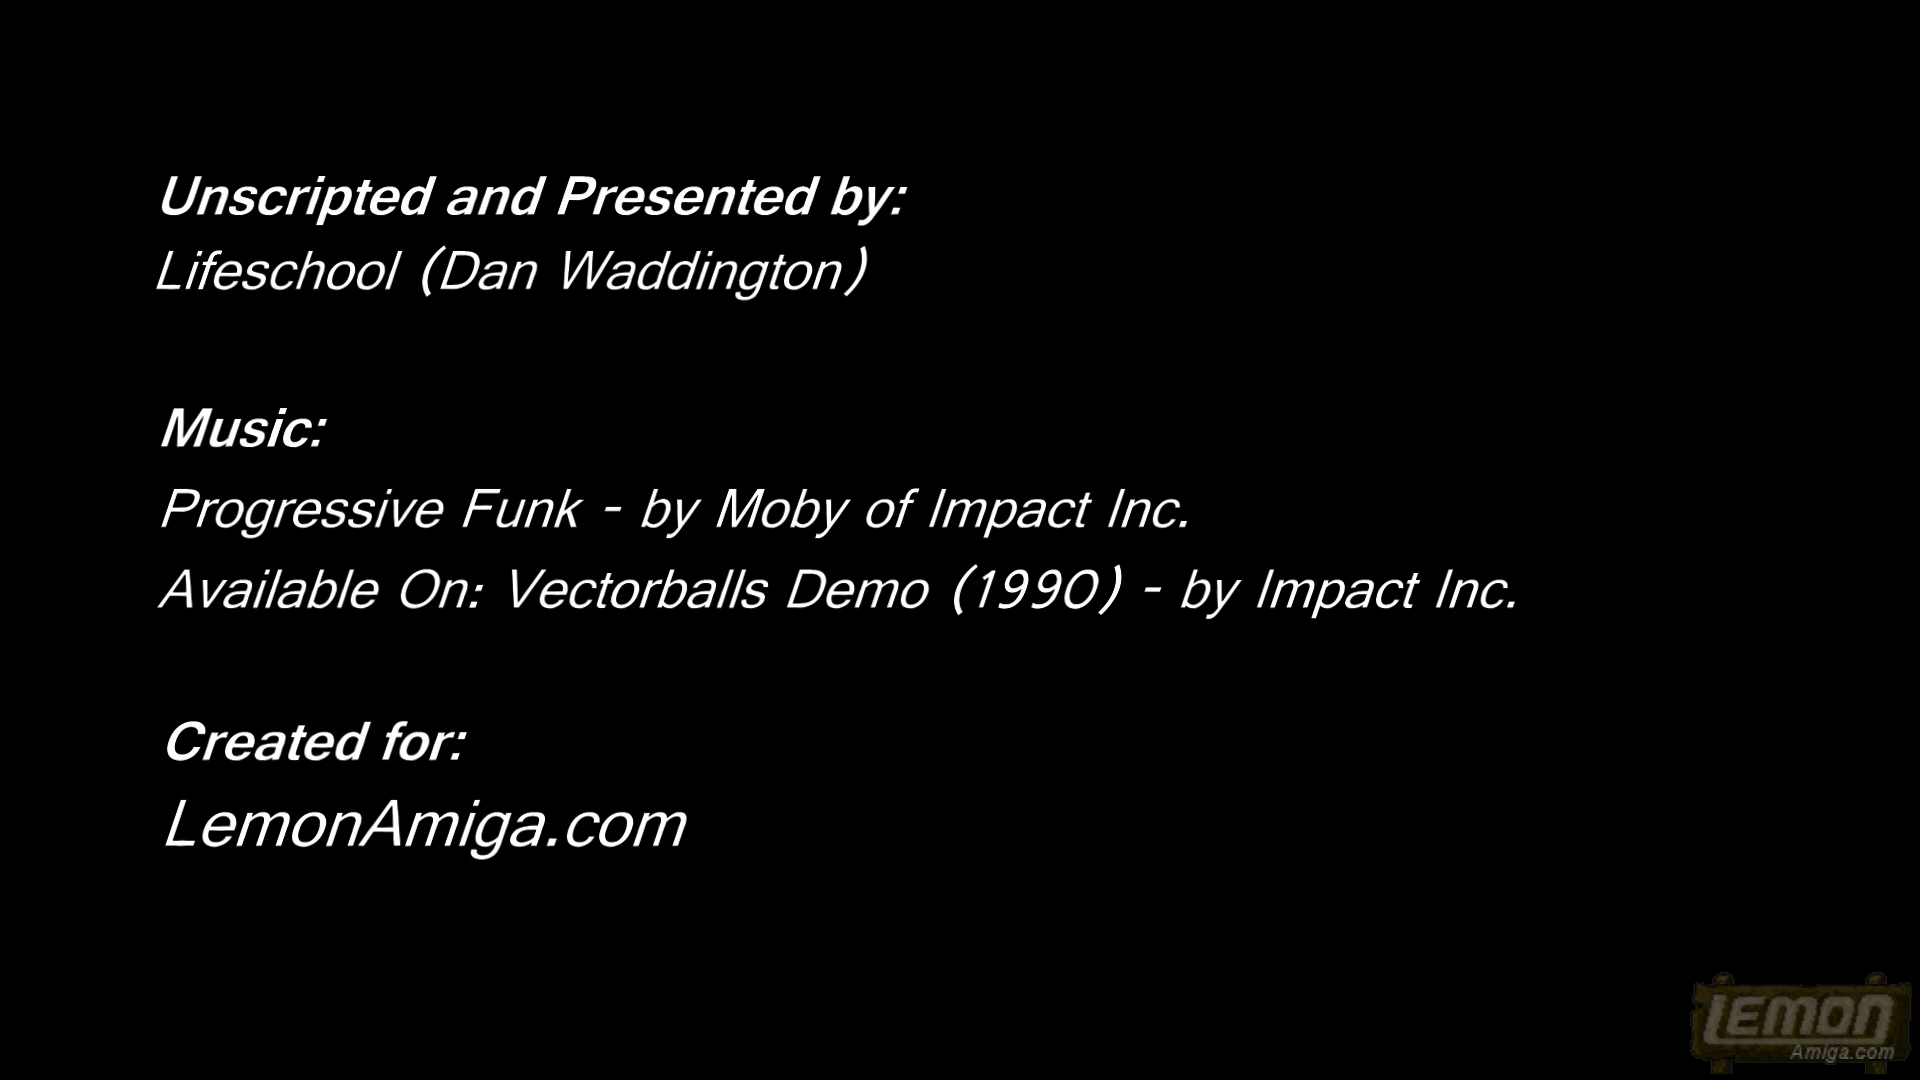 Unscripted and Presented by:
Lifeschool (Dan Waddington)
Music:
Progressive Funk - by Moby of Impact Inc.
Available On: Vectorballs Demo (1990) - by Impact Inc.
Created for:
LemonAmiga.com
LEMON
Amiga.com